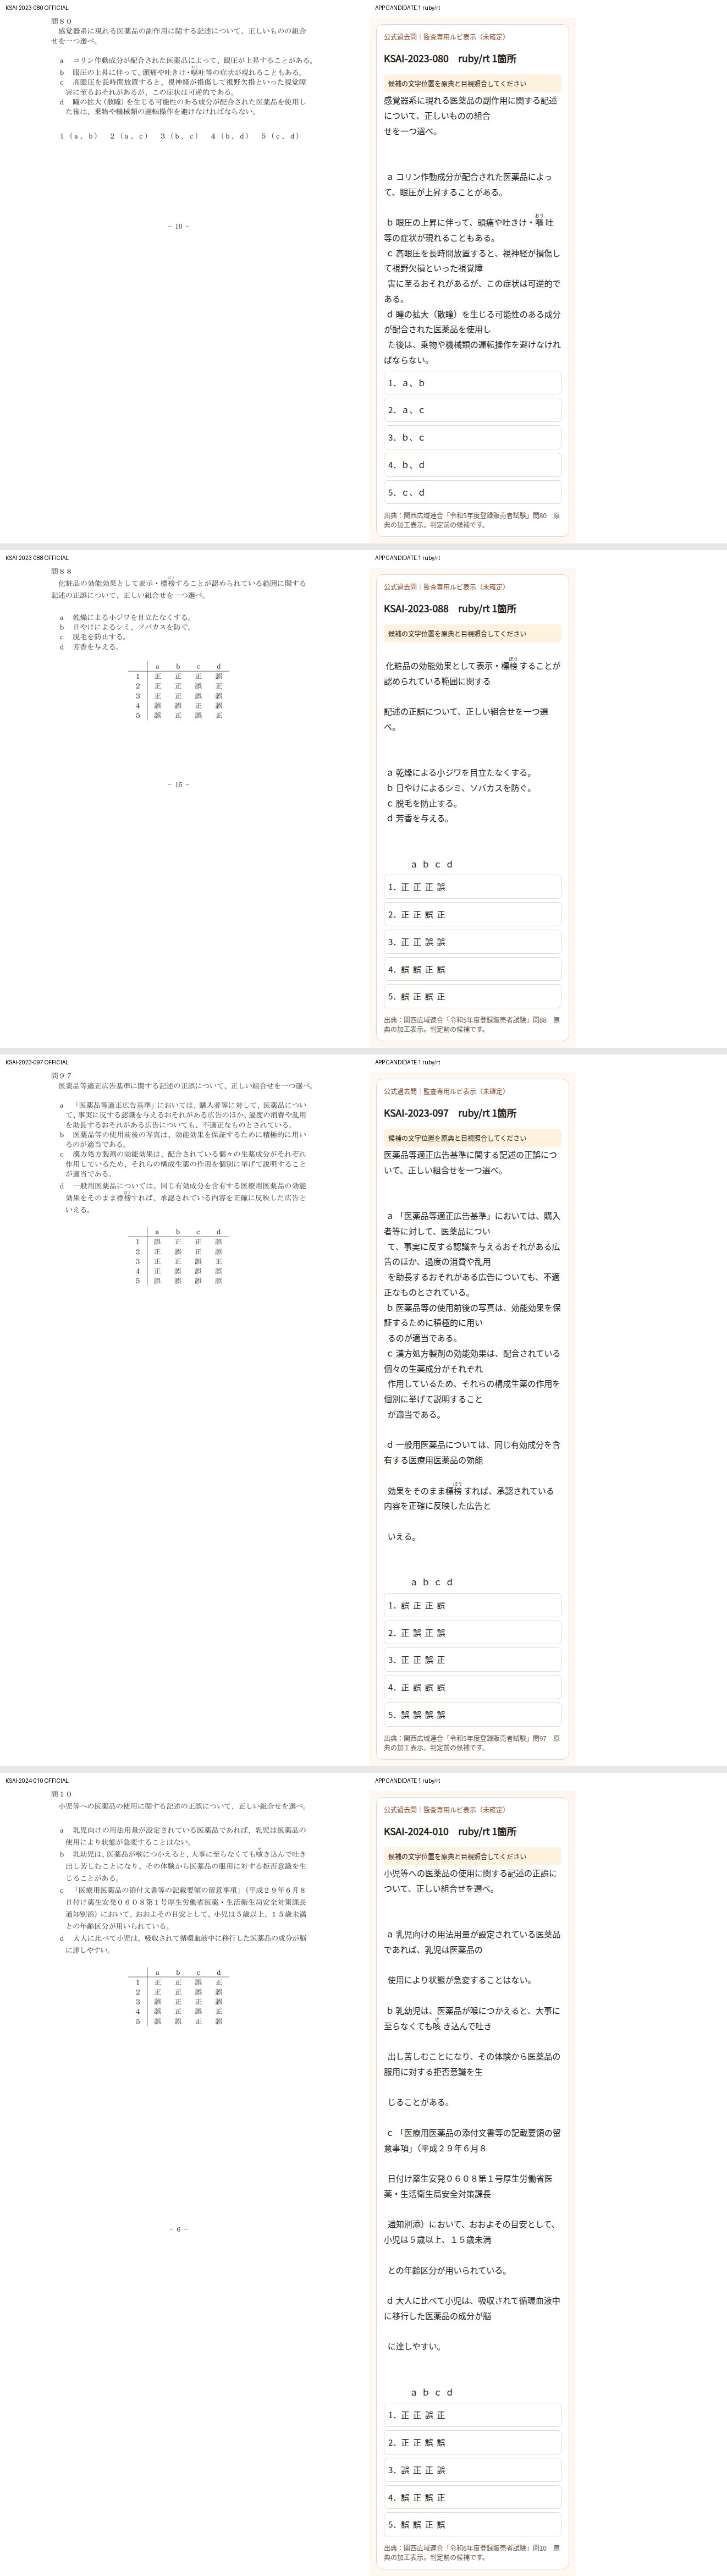 KSAI-2023-080 OFFICIAL
問８０
感覚器系に現れる医薬品の副作用に関する記述について、正しいものの組合
せを一つ選べ。
a　コリン作動成分が配合された医薬品によって、眼圧が上昇することがある。
おう
b　眼圧の上昇に伴って、頭痛や吐きけ・嘔吐等の症状が現れることもある。
c　高眼圧を長時間放置すると、視神経が損傷して視野欠損といった視覚障
害に至るおそれがあるが、この症状は可逆的である。
d　瞳の拡大（散瞳）を生じる可能性のある成分が配合された医薬品を使用し
た後は、乗物や機械類の運転操作を避けなければならない。
１（ａ、ｂ）　２（ａ、ｃ）　３（ｂ、ｃ）　４（ｂ、ｄ）　５（ｃ、ｄ）
－ 10 －
APP CANDIDATE 1 ruby/rt
公式過去問｜監査専用ルビ表示（未確定）
KSAI-2023-080　ruby/rt 1箇所
候補の文字位置を原典と目視照合してください
感覚器系に現れる医薬品の副作用に関する記述
について、正しいものの組合
せを一つ選べ。
ａ コリン作動成分が配合された医薬品によっ
て、眼圧が上昇することがある。
おう
ｂ 眼圧の上昇に伴って、頭痛や吐きけ・嘔 吐
等の症状が現れることもある。
ｃ 高眼圧を長時間放置すると、視神経が損傷し
て視野欠損といった視覚障
害に至るおそれがあるが、この症状は可逆的で
ある。
ｄ 瞳の拡大（散瞳）を生じる可能性のある成分
が配合された医薬品を使用し
た後は、乗物や機械類の運転操作を避けなけれ
ばならない。
1．ａ、ｂ
2．ａ、ｃ
3．ｂ、ｃ
4．ｂ、ｄ
5．ｃ、ｄ
出典：関西広域連合「令和5年度登録販売者試験」問80　原
典の加工表示。判定前の候補です。
KSAI-2023-088 OFFICIAL
問８８
ぼう
化粧品の効能効果として表示・標榜することが認められている範囲に関する
記述の正誤について、正しい組合せを一つ選べ。
a　乾燥による小ジワを目立たなくする。
b　日やけによるシミ、ソバカスを防ぐ。
c　脱毛を防止する。
d　芳香を与える。
a b c d
1 正 正 正 誤
2 正 正 誤 正
3 正 正 誤 誤
4 誤 誤 正 誤
5 誤 正 誤 正
－ 15 －
APP CANDIDATE 1 ruby/rt
公式過去問｜監査専用ルビ表示（未確定）
KSAI-2023-088　ruby/rt 1箇所
候補の文字位置を原典と目視照合してください
ぼう
化粧品の効能効果として表示・標榜 することが
認められている範囲に関する
記述の正誤について、正しい組合せを一つ選
べ。
ａ 乾燥による小ジワを目立たなくする。
ｂ 日やけによるシミ、ソバカスを防ぐ。
ｃ 脱毛を防止する。
ｄ 芳香を与える。
ａ ｂ ｃ ｄ
1．正 正 正 誤
2．正 正 誤 正
3．正 正 誤 誤
4．誤 誤 正 誤
5．誤 正 誤 正
出典：関西広域連合「令和5年度登録販売者試験」問88　原
典の加工表示。判定前の候補です。
KSAI-2023-097 OFFICIAL
問９７
医薬品等適正広告基準に関する記述の正誤について、正しい組合せを一つ選べ。
a　「医薬品等適正広告基準」においては、購入者等に対して、医薬品につい
て、事実に反する認識を与えるおそれがある広告のほか、過度の消費や乱用
を助長するおそれがある広告についても、不適正なものとされている。
b　医薬品等の使用前後の写真は、効能効果を保証するために積極的に用い
るのが適当である。
c　漢方処方製剤の効能効果は、配合されている個々の生薬成分がそれぞれ
作用しているため、それらの構成生薬の作用を個別に挙げて説明すること
が適当である。
d　一般用医薬品については、同じ有効成分を含有する医療用医薬品の効能
ぼう
効果をそのまま標榜すれば、承認されている内容を正確に反映した広告と
いえる。
a b c d
1 誤 正 正 誤
2 正 誤 正 誤
3 正 正 誤 正
4 正 誤 誤 誤
5 誤 誤 誤 誤
APP CANDIDATE 1 ruby/rt
公式過去問｜監査専用ルビ表示（未確定）
KSAI-2023-097　ruby/rt 1箇所
候補の文字位置を原典と目視照合してください
医薬品等適正広告基準に関する記述の正誤につ
いて、正しい組合せを一つ選べ。
ａ 「医薬品等適正広告基準」においては、購入
者等に対して、医薬品につい
て、事実に反する認識を与えるおそれがある広
告のほか、過度の消費や乱用
を助長するおそれがある広告についても、不適
正なものとされている。
ｂ 医薬品等の使用前後の写真は、効能効果を保
証するために積極的に用い
るのが適当である。
ｃ 漢方処方製剤の効能効果は、配合されている
個々の生薬成分がそれぞれ
作用しているため、それらの構成生薬の作用を
個別に挙げて説明すること
が適当である。
ｄ 一般用医薬品については、同じ有効成分を含
有する医療用医薬品の効能
ぼう
効果をそのまま標榜 すれば、承認されている
内容を正確に反映した広告と
いえる。
ａ ｂ ｃ ｄ
1．誤 正 正 誤
2．正 誤 正 誤
3．正 正 誤 正
4．正 誤 誤 誤
5．誤 誤 誤 誤
出典：関西広域連合「令和5年度登録販売者試験」問97　原
典の加工表示。判定前の候補です。
KSAI-2024-010 OFFICIAL
問１０
小児等への医薬品の使用に関する記述の正誤について、正しい組合せを選べ。
a　乳児向けの用法用量が設定されている医薬品であれば、乳児は医薬品の
使用により状態が急変することはない。
せ
b　乳幼児は、医薬品が喉につかえると、大事に至らなくても咳き込んで吐き
出し苦しむことになり、その体験から医薬品の服用に対する拒否意識を生
じることがある。
c　「医療用医薬品の添付文書等の記載要領の留意事項」（平成２９年６月８
日付け薬生安発０６０８第１号厚生労働省医薬・生活衛生局安全対策課長
通知別添）において、おおよその目安として、小児は５歳以上、１５歳未満
との年齢区分が用いられている。
d　大人に比べて小児は、吸収されて循環血液中に移行した医薬品の成分が脳
に達しやすい。
a b c d
1 正 正 誤 正
2 正 正 誤 誤
3 誤 正 正 誤
4 誤 正 誤 正
5 誤 誤 正 誤
－ 6 －
APP CANDIDATE 1 ruby/rt
公式過去問｜監査専用ルビ表示（未確定）
KSAI-2024-010　ruby/rt 1箇所
候補の文字位置を原典と目視照合してください
小児等への医薬品の使用に関する記述の正誤に
ついて、正しい組合せを選べ。
ａ 乳児向けの用法用量が設定されている医薬品
であれば、乳児は医薬品の
使用により状態が急変することはない。
ｂ 乳幼児は、医薬品が喉につかえると、大事に
せ
至らなくても咳 き込んで吐き
出し苦しむことになり、その体験から医薬品の
服用に対する拒否意識を生
じることがある。
ｃ 「医療用医薬品の添付文書等の記載要領の留
意事項」（平成２９年６月８
日付け薬生安発０６０８第１号厚生労働省医
薬・生活衛生局安全対策課長
通知別添）において、おおよその目安として、
小児は５歳以上、１５歳未満
との年齢区分が用いられている。
ｄ 大人に比べて小児は、吸収されて循環血液中
に移行した医薬品の成分が脳
に達しやすい。
ａ ｂ ｃ ｄ
1．正 正 誤 正
2．正 正 誤 誤
3．誤 正 正 誤
4．誤 正 誤 正
5．誤 誤 正 誤
出典：関西広域連合「令和6年度登録販売者試験」問10　原
典の加工表示。判定前の候補です。